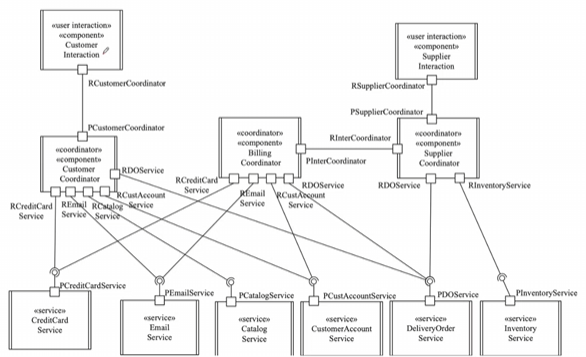 «user interaction»
«component»
Customer
Interaction
«user interaction»
«component»
Supplier
Interaction
RCustomerCoordinator
RSupplierCoordinator
PCustomerCoordinator
PSupplierCoordinator
«coordinator»
«component»
Customer
Coordinator
RDOService
«coordinator»
«component»
Billing
Coordinator
RInterCoordinator
PInterCoordinator
«coordinator»
«component»
Supplier
Coordinator
RCreditCard
Service
REmail
Service
RCatalog
Service
RCustAccount
Service
RCreditCard
Service
REmail
Service
RCustAccount
Service
RDOService
RDOService
RInventoryService
PCreditCardService
PEmailService
PCatalogService
PCustAccountService
PDOService
PInventoryService
«service»
CreditCard
Service
«service»
Email
Service
«service»
Catalog
Service
«service»
CustomerAccount
Service
«service»
DeliveryOrder
Service
«service»
Inventory
Service